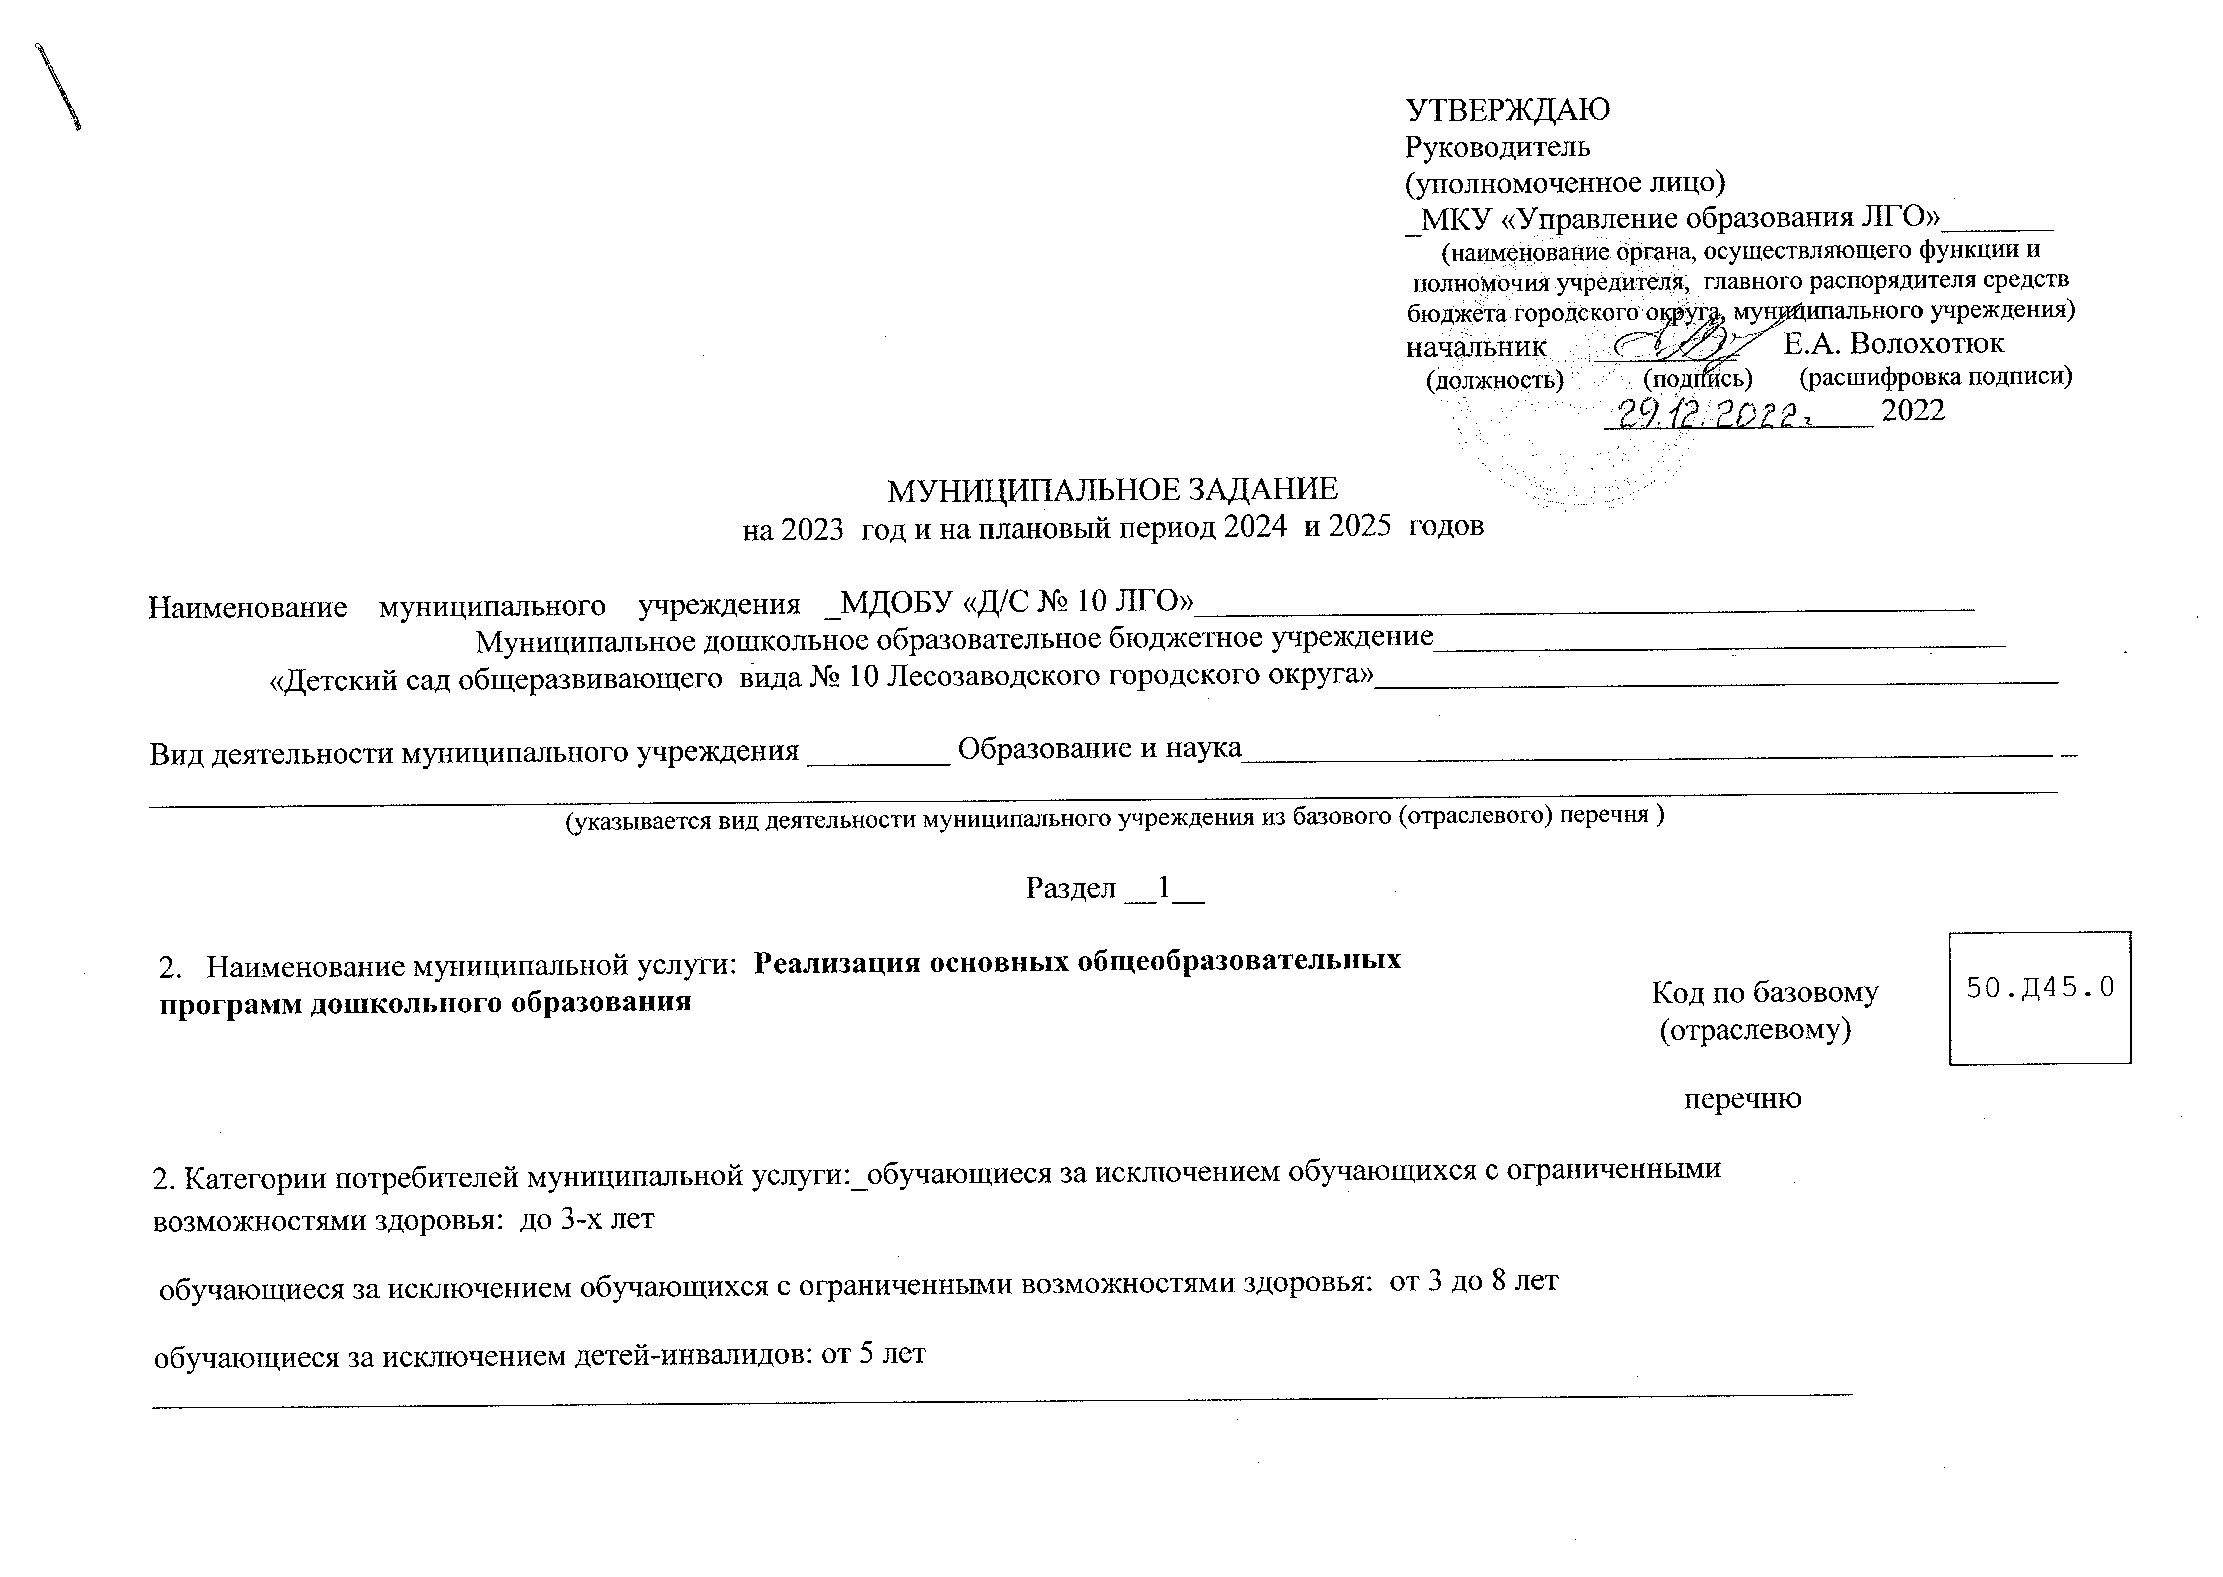 УТВЕРЖДАЮ
Руководитель
(уполномоченное лицо)
_МКУ «Управление образования ЛГО»_______
(наименование органа, осуществляющего функции и
полномочия учредителя, главного распорядителя средств
бюджета городского округа, муниципального учреждения)
начальник _________ Е.А. Волохотюк
(должность) (подпись) (расшифровка подписи)
29.12.2022г. 2022
МУНИЦИПАЛЬНОЕ ЗАДАНИЕ
на 2023 год и на плановый период 2024 и 2025 годов
Наименование муниципального учреждения _МДОБУ «Д/С № 10 ЛГО»_______
Муниципальное дошкольное образовательное бюджетное учреждение_______
«Детский сад общеразвивающего вида № 10 Лесозаводского городского округа»_______
Вид деятельности муниципального учреждения _________ Образование и наука_______ _
(указывается вид деятельности муниципального учреждения из базового (отраслевого) перечня )
Раздел __1__
2. Наименование муниципальной услуги: Реализация основных общеобразовательных
программ дошкольного образования
Код по базовому
(отраслевому)
перечню
50.Д45.0
2. Категории потребителей муниципальной услуги:_обучающиеся за исключением обучающихся с ограниченными
возможностями здоровья: до 3-х лет
обучающиеся за исключением обучающихся с ограниченными возможностями здоровья: от 3 до 8 лет
обучающиеся за исключением детей-инвалидов: от 5 лет